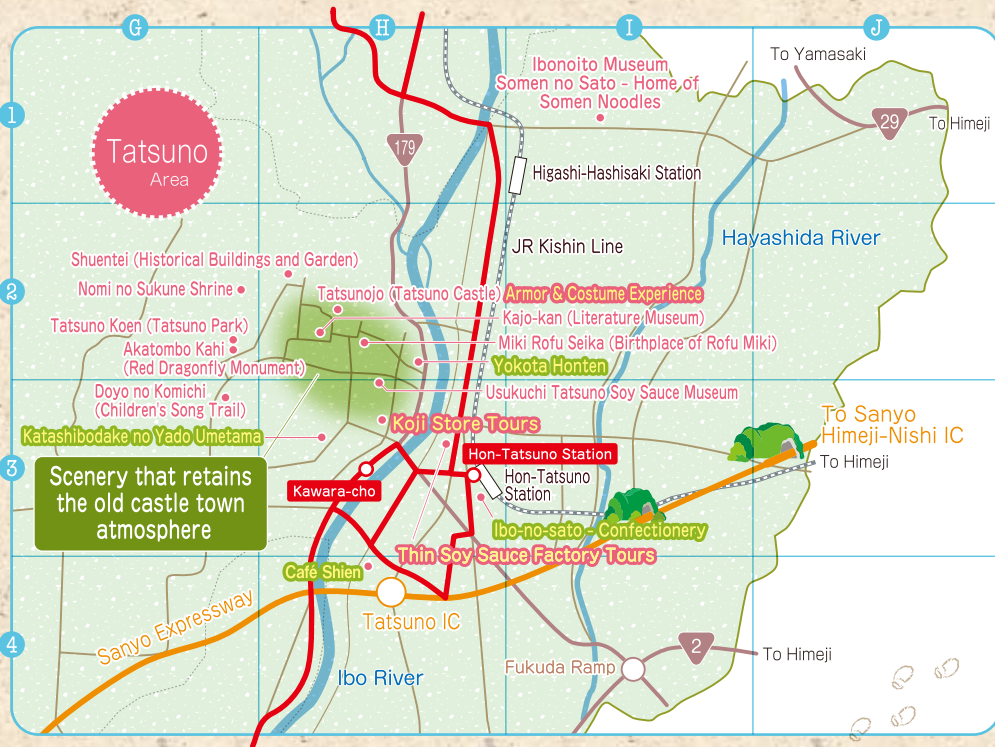 G
H
I
J
1
2
3
4
Tatsuno
Area
179
29
2
To Yamasaki
To Himeji
Ibonoito Museum
Somen no Sato - Home of
Somen Noodles
Higashi-Hashisaki Station
JR Kishin Line
Hayashida River
Shuentei (Historical Buildings and Garden)
Nomi no Sukune Shrine
Tatsunojo (Tatsuno Castle) Armor & Costume Experience
Kajo-kan (Literature Museum)
Tatsuno Koen (Tatsuno Park)
Miki Rofu Seika (Birthplace of Rofu Miki)
Akatombo Kahi
(Red Dragonfly Monument)
Yokota Honten
Doyo no Komichi
(Children's Song Trail)
Usukuchi Tatsuno Soy Sauce Museum
Koji Store Tours
Katashibodake no Yado Umetama
To Sanyo
Himeji-Nishi IC
To Himeji
Hon-Tatsuno Station
Hon-Tatsuno
Station
Kawara-cho
Scenery that retains
the old castle town
atmosphere
Ibo-no-sato - Confectionery
Thin Soy Sauce Factory Tours
Café Shien
Tatsuno IC
Sanyo Expressway
Ibo River
Fukuda Ramp
To Himeji